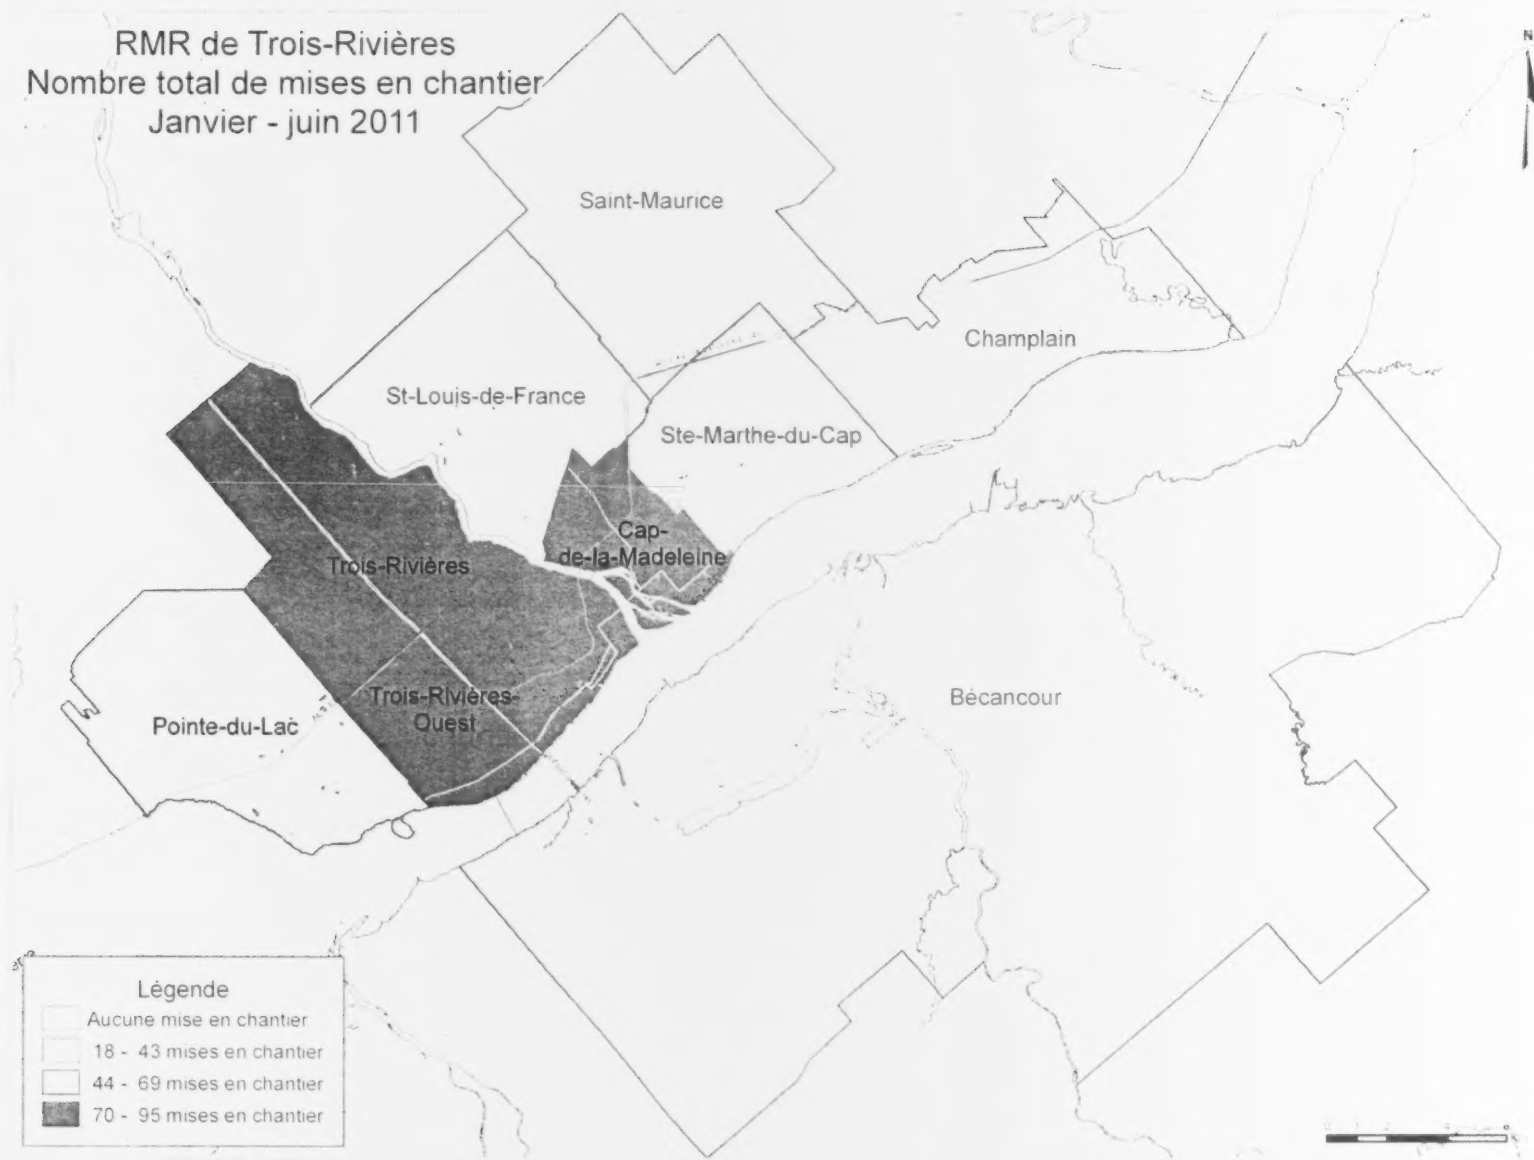 RMR de Trois-Rivières
Nombre total de mises en chantier
Janvier - juin 2011
N
Saint-Maurice
Champlain
St-Louis-de-France
Ste-Marthe-du-Cap
Cap-
de-la-Madeleine
Trois-Rivières
Trois-Rivières-
Ouest
Pointe-du-Lac
Bécancour
Légende
Aucune mise en chantier
18 - 43 mises en chantier
44 - 69 mises en chantier
70 - 95 mises en chantier